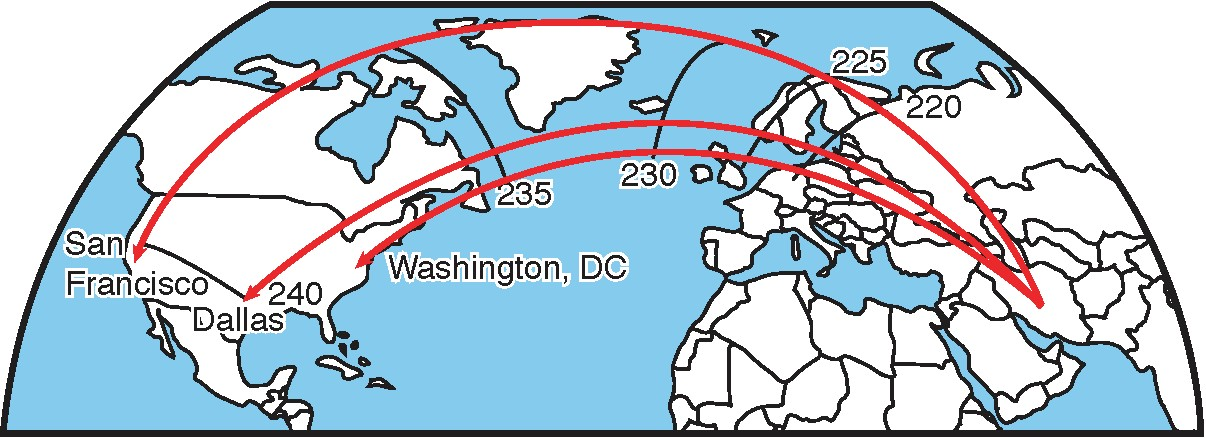 225
220
230
235
San
Francisco
Washington, DC
240
Dallas